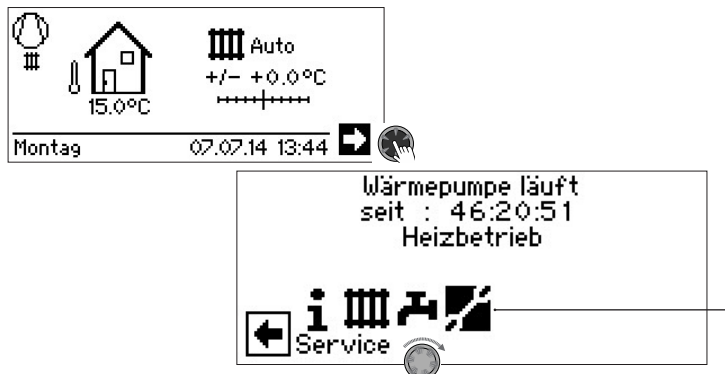 Auto
+/- +0.0°C
15.0°C
Montag 07.07.14 13:44
Wärmepumpe läuft
seit : 46:20:51
Heizbetrieb
Service